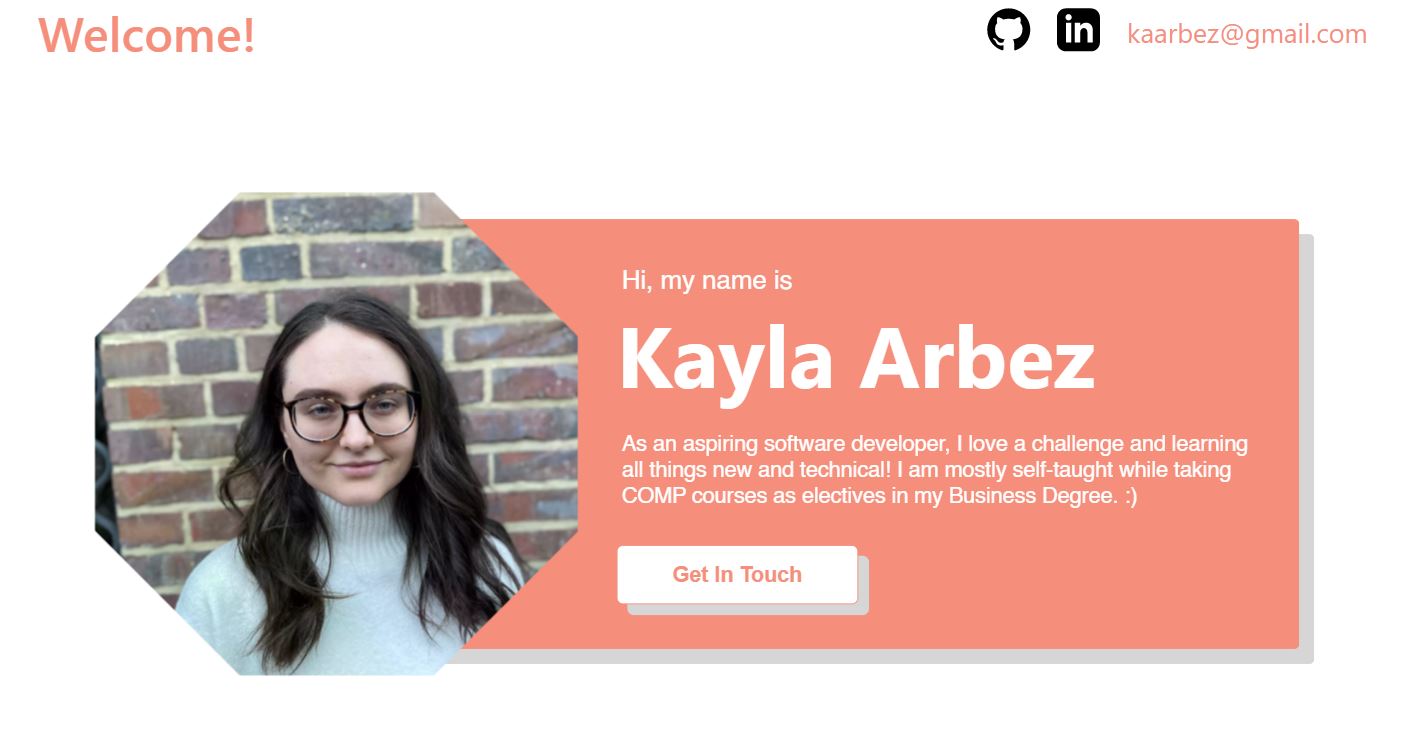 Welcome!
in kaarbez@gmail.com
Hi, my name is
Kayla Arbez
As an aspiring software developer, I love a challenge and learning
all things new and technical! I am mostly self-taught while taking
COMP courses as electives in my Business Degree. :)
Get In Touch